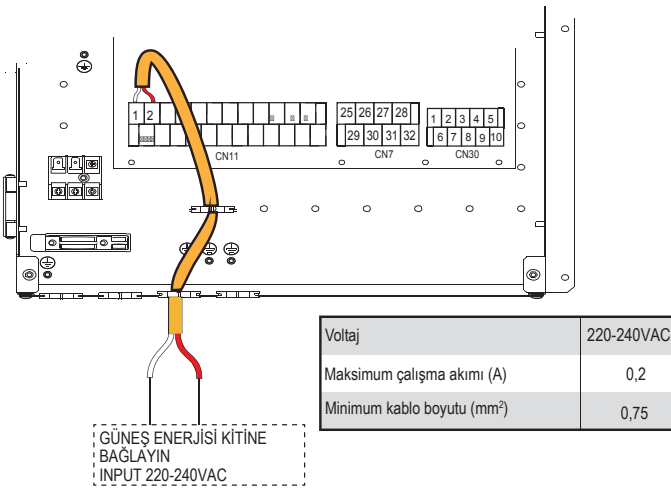 1 2
25 26 27 28
29 30 31 32
1 2 3 4 5
6 7 8 9 10
CN11
CN7
CN30
Voltaj 220-240VAC
Maksimum çalışma akımı (A) 0,2
Minimum kablo boyutu (mm²) 0,75
GÜNEŞ ENERJİSİ KİTİNE
BAĞLAYIN
INPUT 220-240VAC